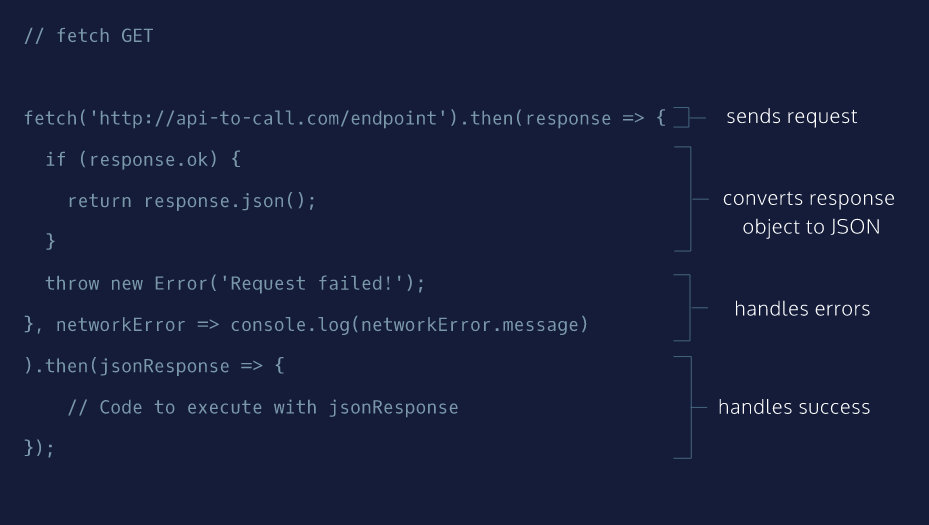 // fetch GET
fetch('http://api-to-call.com/endpoint').then(response => {
sends request
if (response.ok) {
return response.json();
}
converts response
object to JSON
throw new Error('Request failed!');
}, networkError => console.log(networkError.message)
handles errors
).then(jsonResponse => {
// Code to execute with jsonResponse
});
handles success